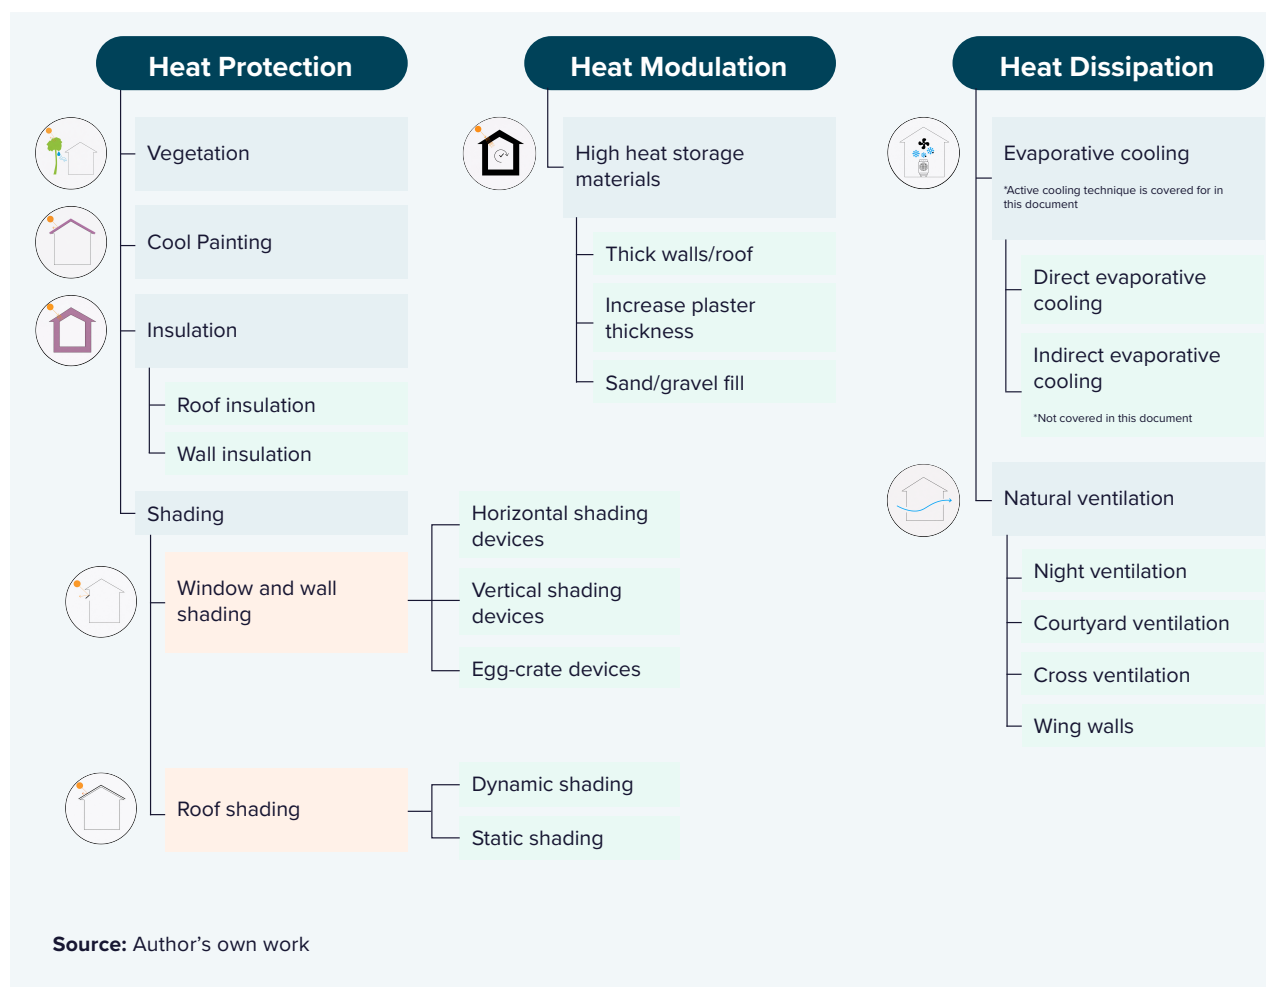 Heat Protection
Vegetation
Cool Painting
Insulation
Roof insulation
Wall insulation
Shading
Window and wall
shading
Horizontal shading
devices
Vertical shading
devices
Egg-crate devices
Roof shading
Dynamic shading
Static shading
Heat Modulation
High heat storage
materials
Thick walls/roof
Increase plaster
thickness
Sand/gravel fill
Heat Dissipation
Evaporative cooling
*Active cooling technique is covered for in
this document
Direct evaporative
cooling
Indirect evaporative
cooling
*Not covered in this document
Natural ventilation
Night ventilation
Courtyard ventilation
Cross ventilation
Wing walls
Source: Author’s own work